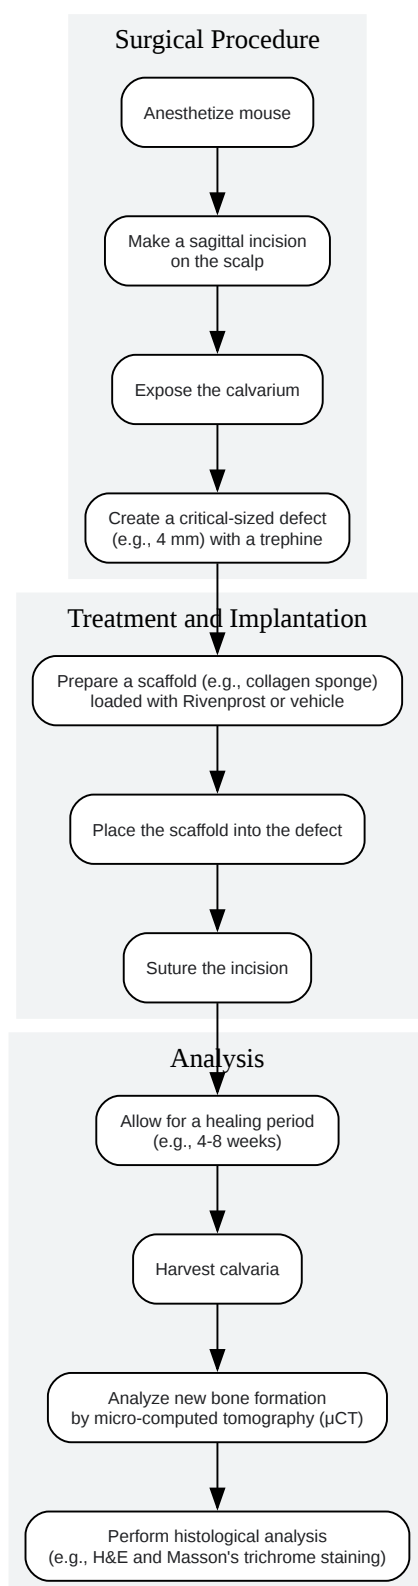 Surgical Procedure
Anesthetize mouse
Make a sagittal incision
on the scalp
Expose the calvarium
Create a critical-sized defect
(e.g., 4 mm) with a trephine
Treatment and Implantation
Prepare a scaffold (e.g., collagen sponge)
loaded with Rivenprost or vehicle
Place the scaffold into the defect
Suture the incision
Analysis
Allow for a healing period
(e.g., 4-8 weeks)
Harvest calvaria
Analyze new bone formation
by micro-computed tomography (μCT)
Perform histological analysis
(e.g., H&E and Masson's trichrome staining)